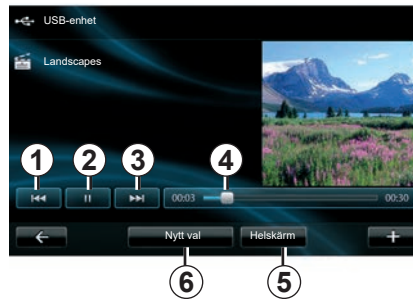 USB-enhet
Landscapes
1 2 3 4
00:03 00:30
Nytt val Helskärm
6 5